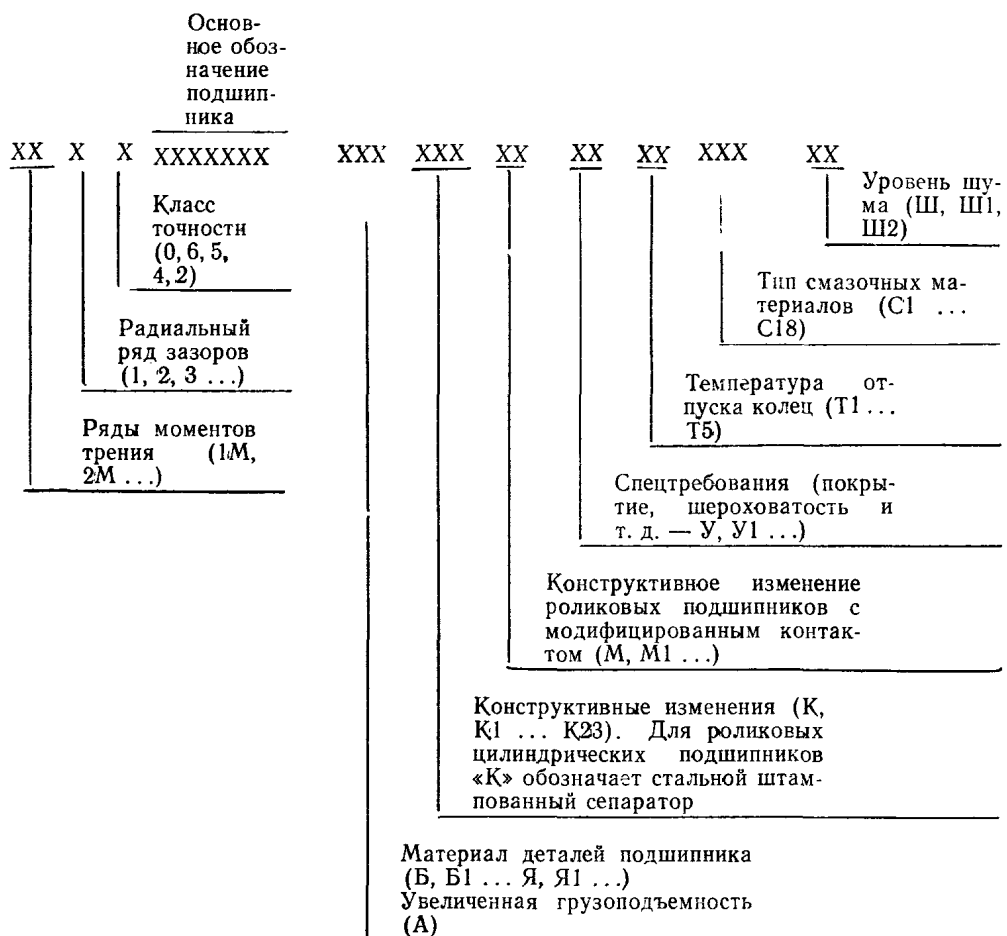 Основ-
ное обоз-
начение
подшип-
ника
XX X X XXXXXXX XXX XXX XX XX XX XXX XX
Уровень шу-
ма (Ш, Ш1,
Ш2)
Класс
точности
(0, 6, 5,
4, 2)
Тип смазочных ма-
териалов (С1 ...
С18)
Радиальный
ряд зазоров
(1, 2, 3 ...)
Температура от-
пуска колец (Т1 ...
Т5)
Ряды моментов
трения (1М,
2М ...)
Спецтребования (покры-
тие, шероховатость и
т. д. — У, У1 ...)
Конструктивное изменение
роликовых подшипников с
модифицированным контак-
том (М, М1 ...)
Конструктивные изменения (К,
К1 ... К23). Для роликовых
цилиндрических подшипников
«К» обозначает стальной штам-
пованный сепаратор
Материал деталей подшипника
(Б, Б1 ... Я, Я1 ...)
Увеличенная грузоподъемность
(А)